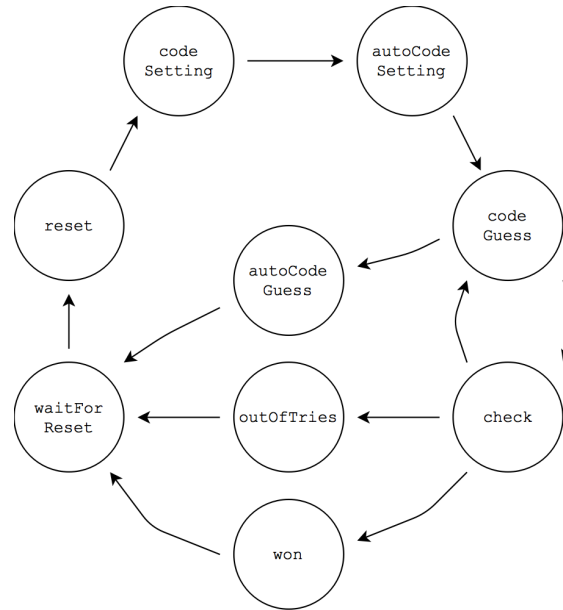 code
Setting
autoCode
Setting
reset
code
Guess
autoCode
Guess
waitFor
Reset
outOfTries
check
won